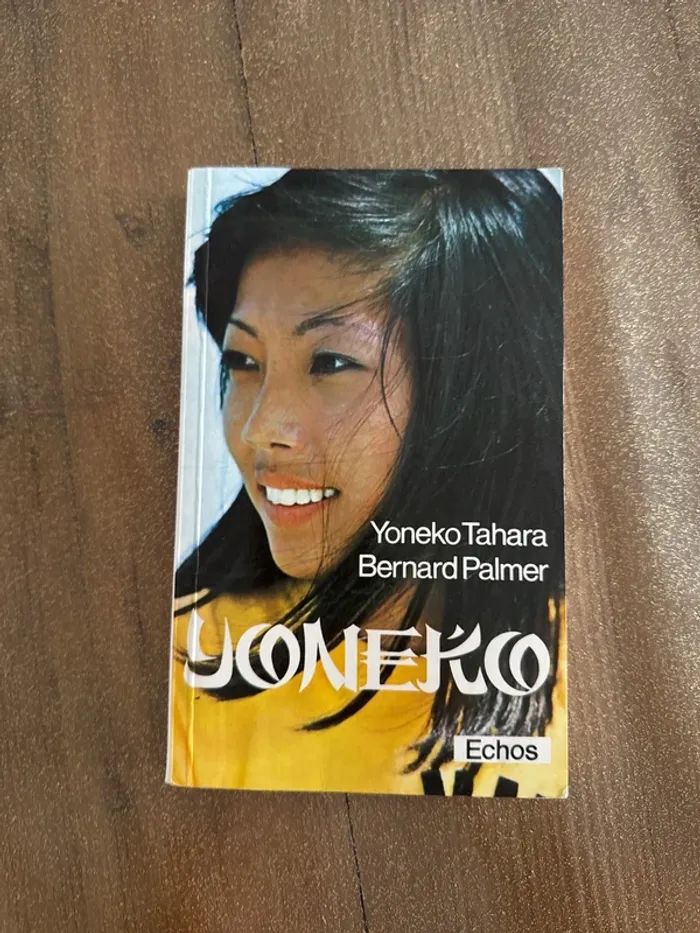 Yoneko Tahara
Bernard Palmer
YONEKO
Echos